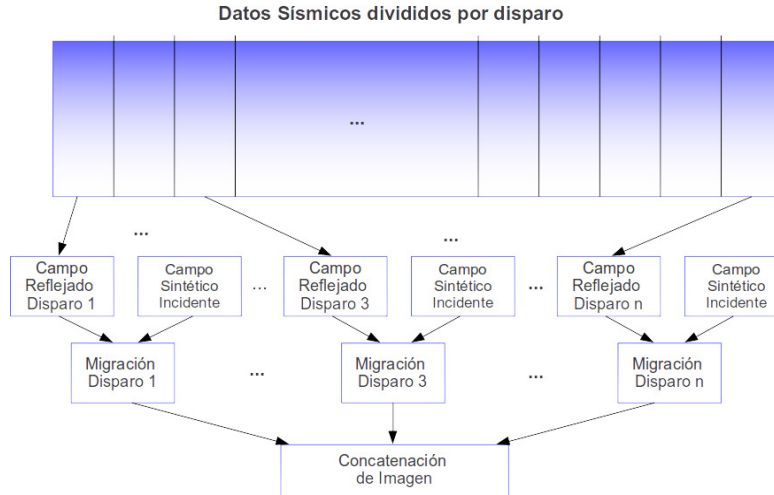 Datos Sísmicos divididos por disparo
...
...
...
Campo
Reflejado
Disparo 1
Campo
Sintético
Incidente
...
Campo
Reflejado
Disparo 3
Campo
Sintético
Incidente
...
Campo
Reflejado
Disparo n
Campo
Sintético
Incidente
Migración
Disparo 1
...
Migración
Disparo 3
...
Migración
Disparo n
Concatenación
de Imagen